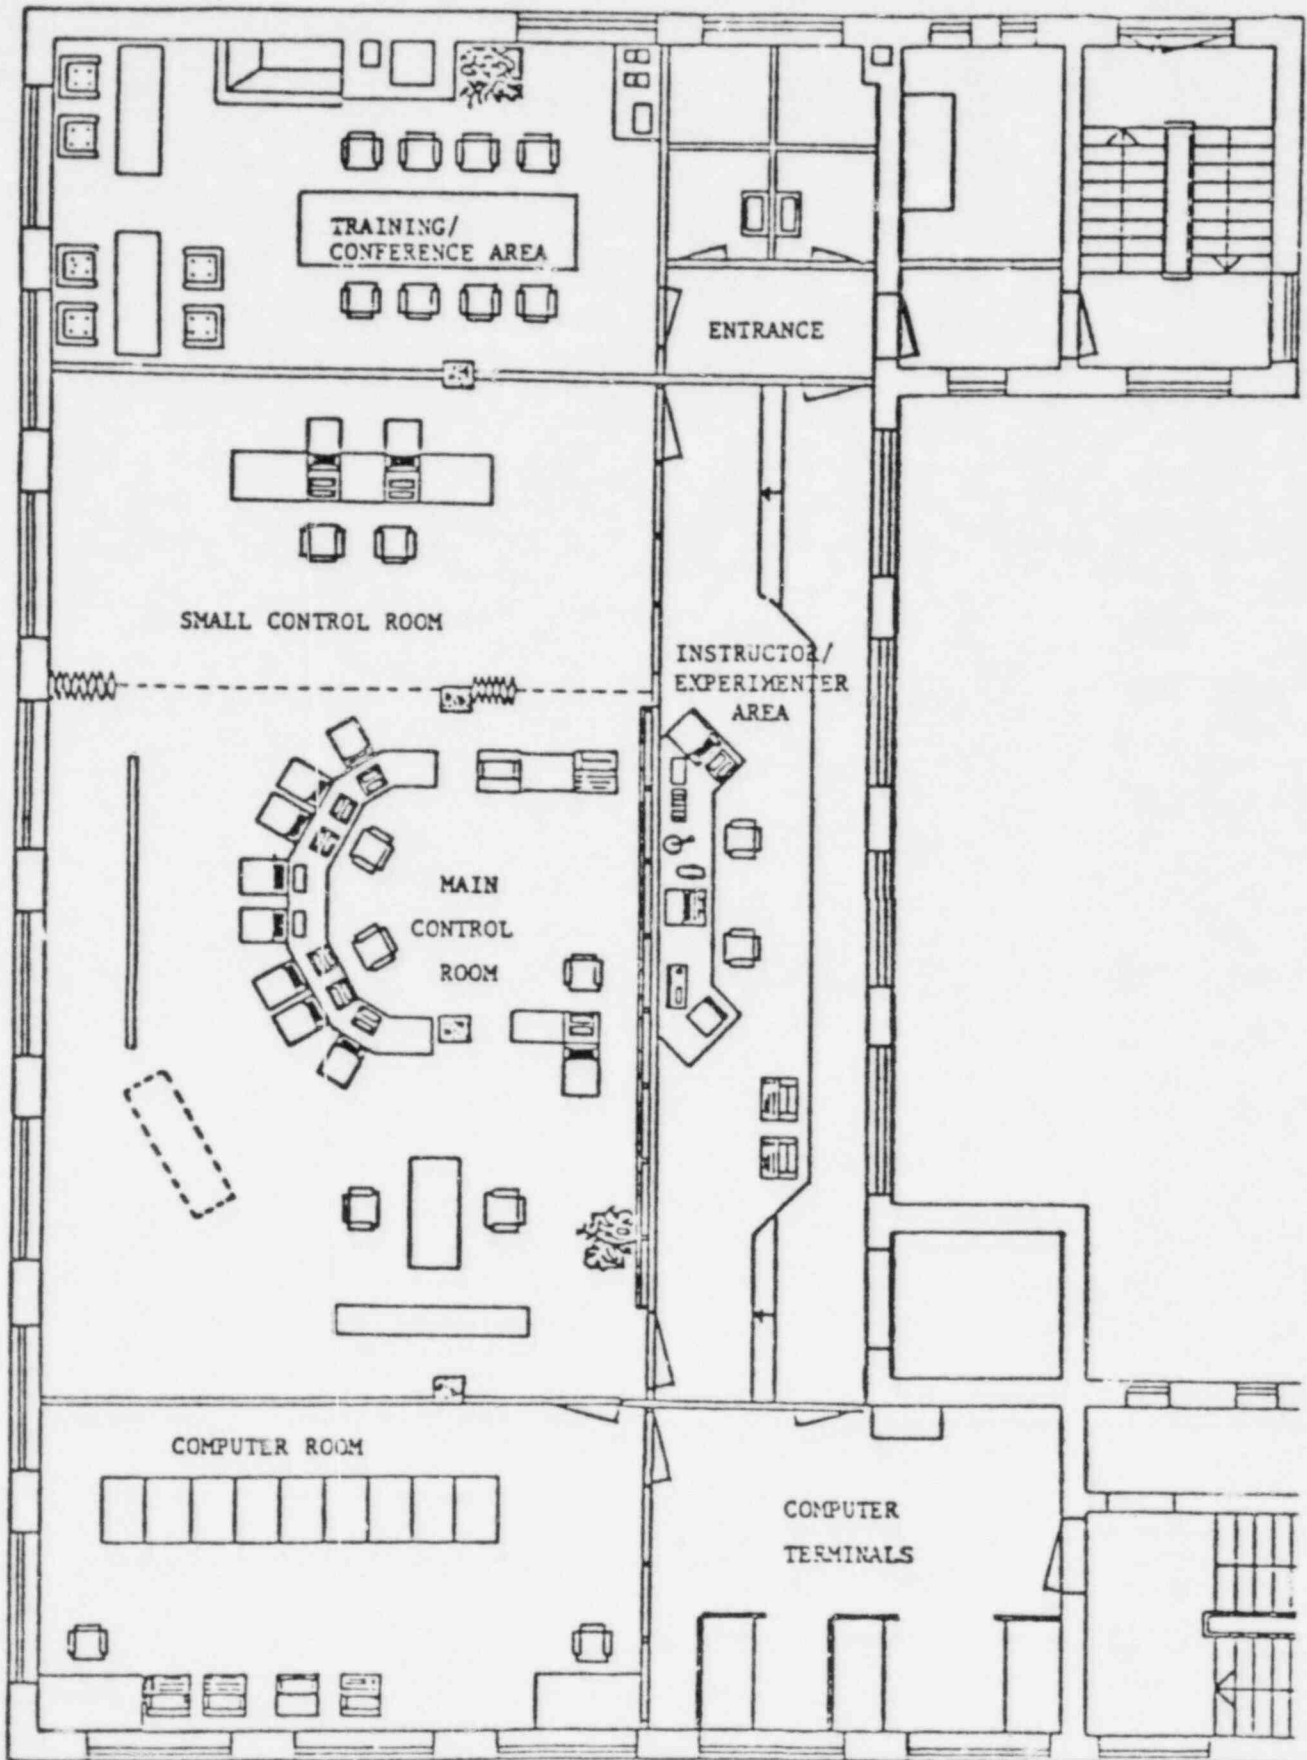 TRAINING/
CONFERENCE AREA
ENTRANCE
SMALL CONTROL ROOM
INSTRUCTOR/
EXPERIMENTER
AREA
MAIN
CONTROL
ROOM
COMPUTER ROOM
COMPUTER
TERMINALS